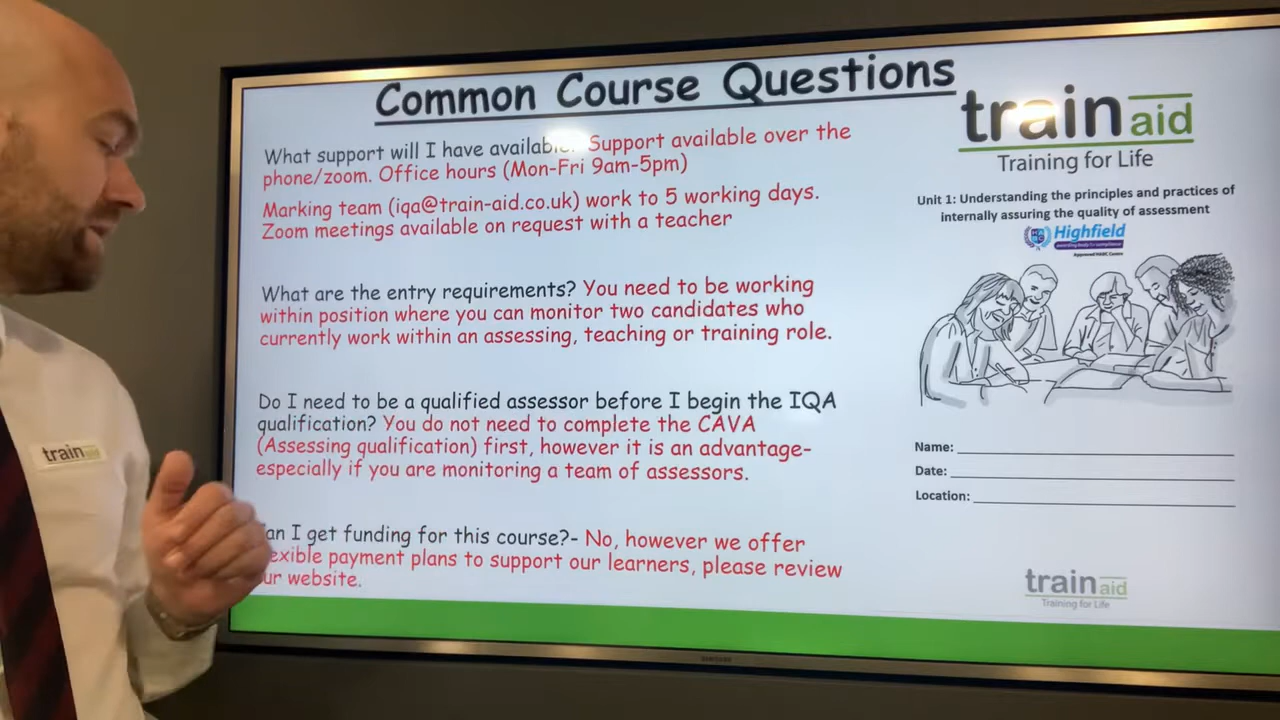 Common Course Questions
What support will I have available? Support available over the
phone/zoom. Office hours (Mon-Fri 9am-5pm)
Marking team (iqa@train-aid.co.uk) work to 5 working days.
Zoom meetings available on request with a teacher
What are the entry requirements? You need to be working
within position where you can monitor two candidates who
currently work within an assessing, teaching or training role.
Do I need to be a qualified assessor before I begin the IQA
qualification? You do not need to complete the CAVA
(Assessing qualification) first, however it is an advantage-
especially if you are monitoring a team of assessors.
an I get funding for this course?- No, however we offer
exible payment plans to support our learners, please review
ur website.
train aid
Training for Life
Unit 1: Understanding the principles and practices of
internally assuring the quality of assessment
Highfield
Approved HABC Centre
Name:
Date:
Location:
train aid
Training for Life
train aid
SAMSUNG